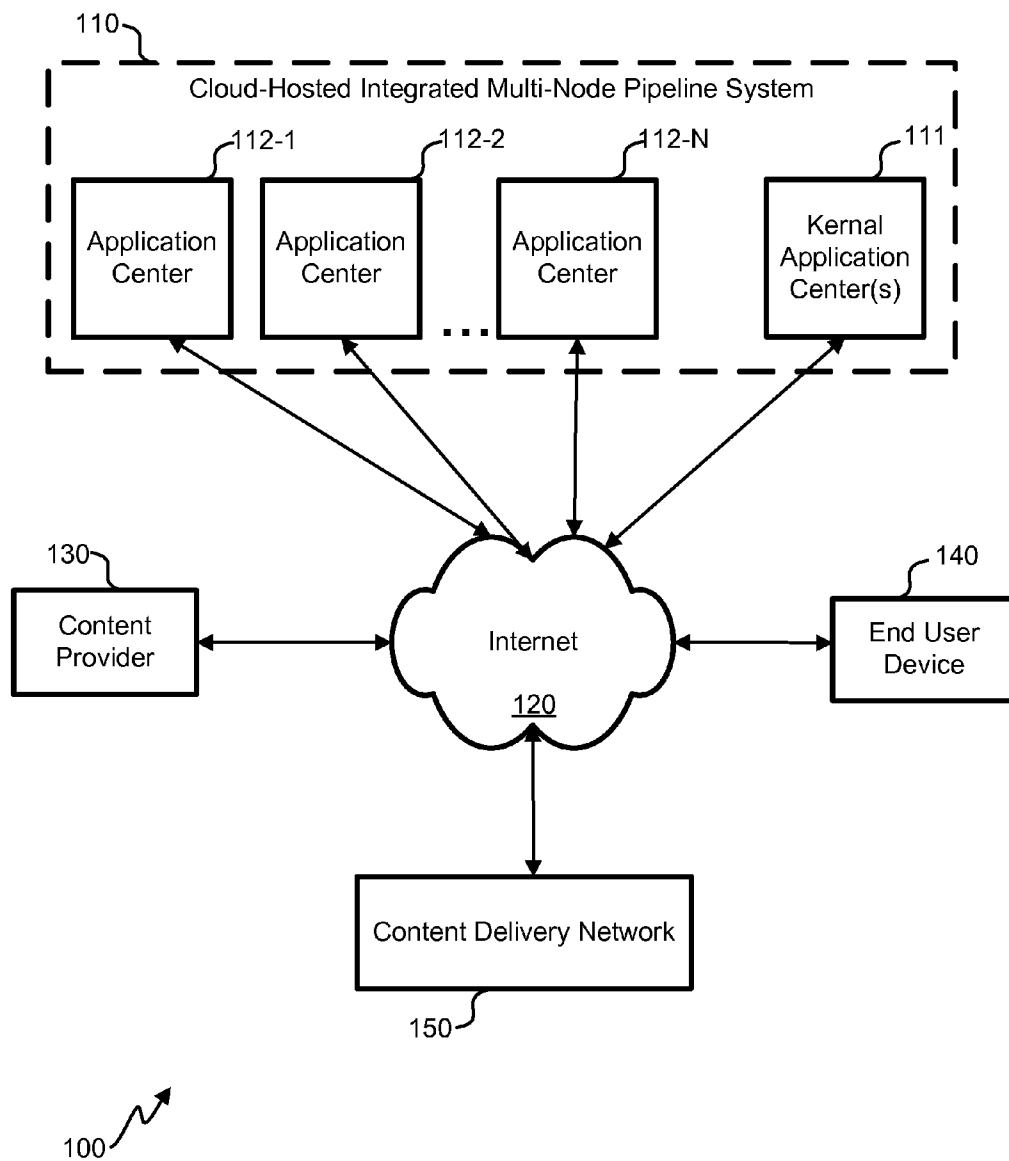 110
Cloud-Hosted Integrated Multi-Node Pipeline System
112-1
112-2
112-N
111
Application
Center
Application
Center
...
Application
Center
Kernal
Application
Center(s)
130
Content
Provider
Internet
120
140
End User
Device
Content Delivery Network
150
100